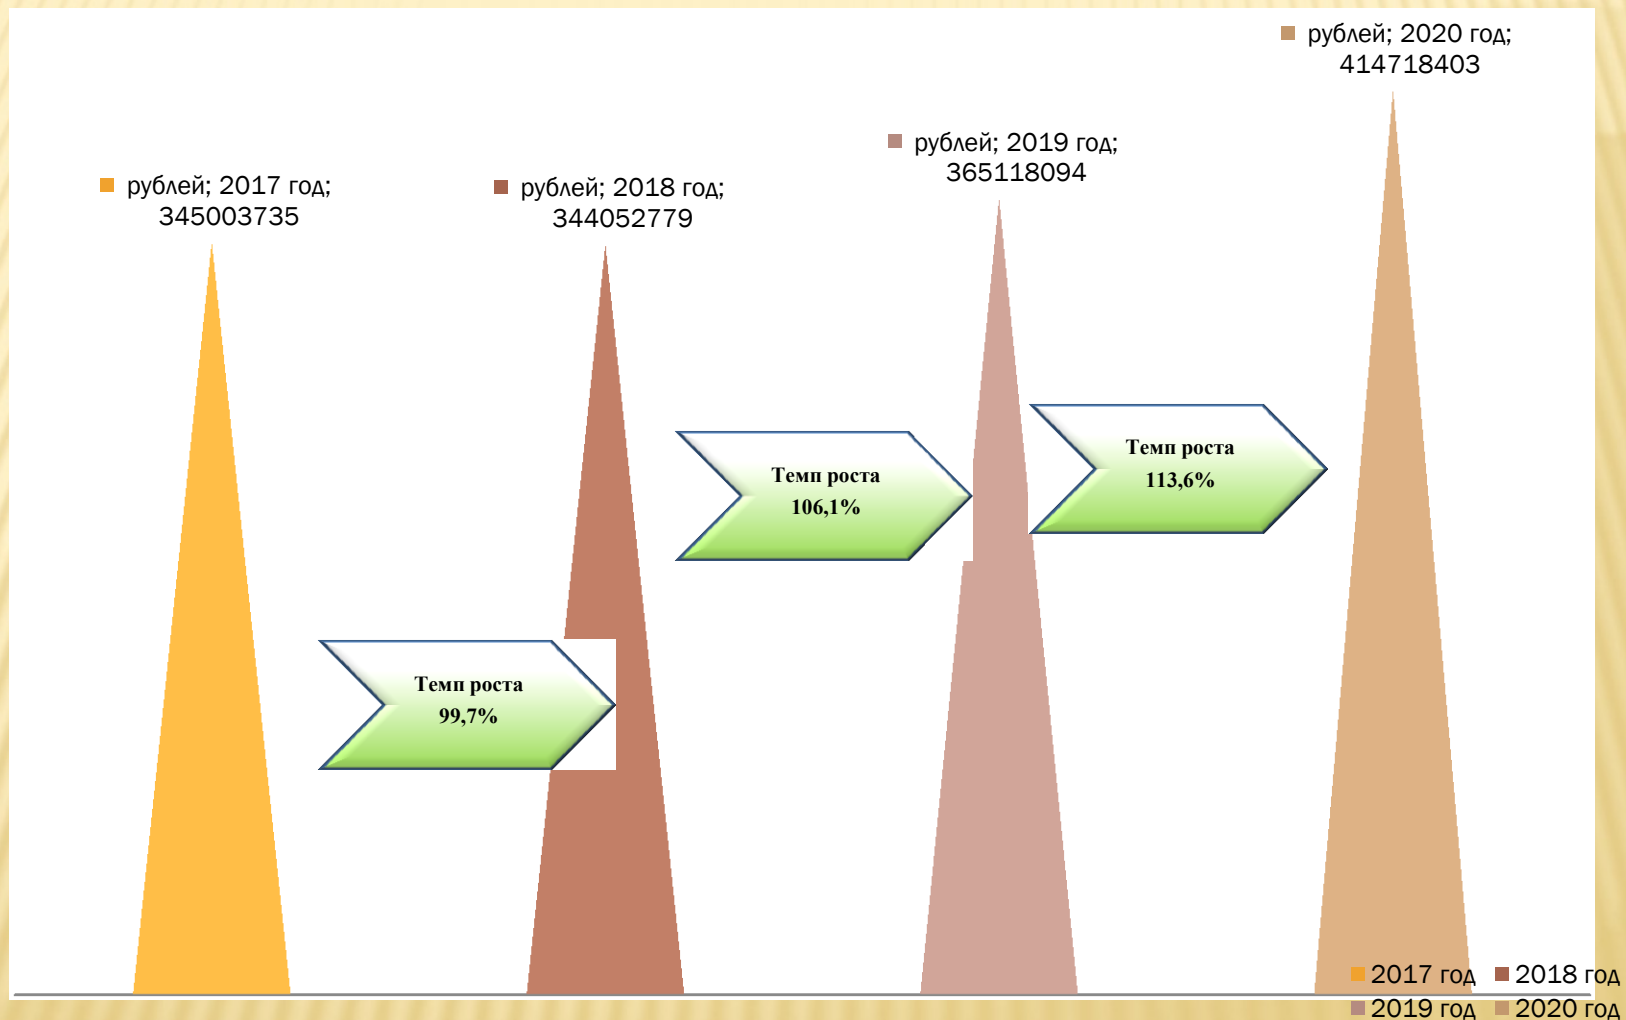 рублей; 2017 год;
345003735
рублей; 2018 год;
344052779
рублей; 2019 год;
365118094
рублей; 2020 год;
414718403
Темп роста
99,7%
Темп роста
106,1%
Темп роста
113,6%
2017 год
2018 год
2019 год
2020 год